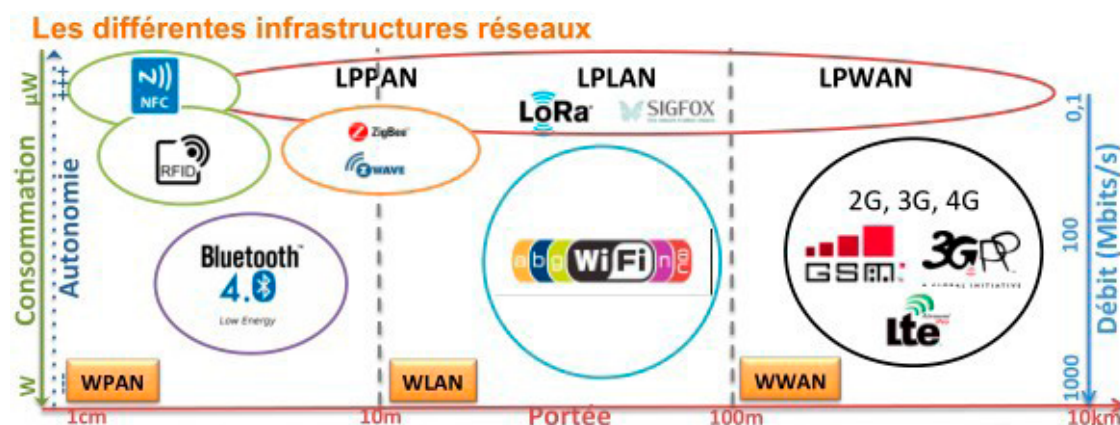 Les différentes infrastructures réseaux
LPPAN
LPLAN
LPWAN
NFC
LoRa
SIGFOX
ZigBee
Z WAVE
RFID
Bluetooth™
4.0
Low Energy
a b g WiFi n ac
2G, 3G, 4G
GSM
3GPP
A GLOBAL INITIATIVE
Lte
WPAN
WLAN
WWAN
1cm
10m
Portée
100m
10km
Consommation
µW
W
Autonomie
+++
---
Débit (Mbits/s)
0,1
100
1000